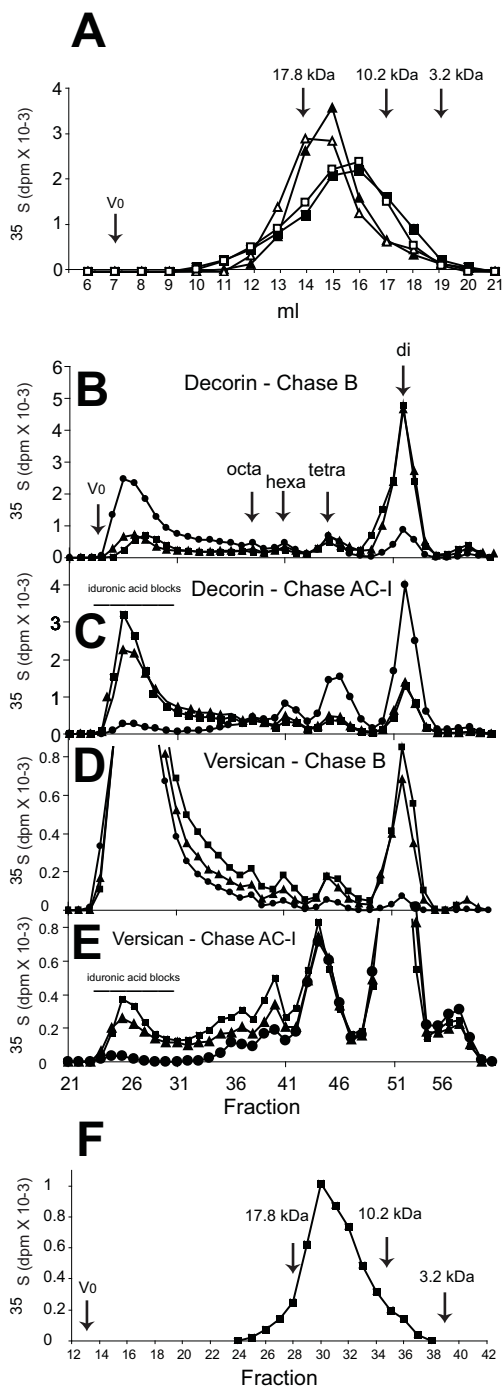 A
17.8 kDa 10.2 kDa 3.2 kDa
V0
35 S (dpm X 10-3)
4
3
2
1
0
6 7 8 9 10 11 12 13 14 15 16 17 18 19 20 21
ml
B
Decorin - Chase B
di
V0
octa
hexa
tetra
35 S (dpm X 10-3)
6
5
4
3
2
1
0
C
Decorin - Chase AC-I
iduronic acid blocks
35 S (dpm X 10-3)
4
3
2
1
0
D
Versican - Chase B
35 S (dpm X 10-3)
0.8
0.6
0.4
0.2
0
E
Versican - Chase AC-I
iduronic acid blocks
35 S (dpm X 10-3)
0.8
0.6
0.4
0.2
0
21 26 31 36 41 46 51 56
Fraction
F
17.8 kDa
10.2 kDa
3.2 kDa
V0
35 S (dpm X 10-3)
1
0.8
0.6
0.4
0.2
0
12 14 16 18 20 22 24 26 28 30 32 34 36 38 40 42
Fraction